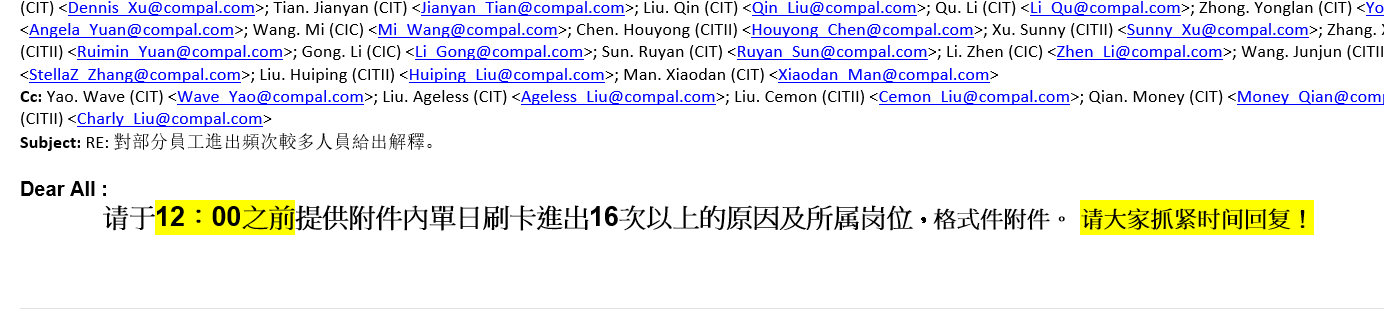 (CIT) <Dennis_Xu@compal.com>; Tian. Jianyan (CIT) <Jianyan_Tian@compal.com>; Liu. Qin (CIT) <Qin_Liu@compal.com>; Qu. Li (CIT) <Li_Qu@compal.com>; Zhong. Yonglan (CIT) <Yo
<Angela_Yuan@compal.com>; Wang. Mi (CIC) <Mi_Wang@compal.com>; Chen. Houyong (CITII) <Houyong_Chen@compal.com>; Xu. Sunny (CITII) <Sunny_Xu@compal.com>; Zhang. X
(CITII) <Ruimin_Yuan@compal.com>; Gong. Li (CIC) <Li_Gong@compal.com>; Sun. Ruyan (CIT) <Ruyan_Sun@compal.com>; Li. Zhen (CIC) <Zhen_Li@compal.com>; Wang. Junjun (CITII
<StellaZ_Zhang@compal.com>; Liu. Huiping (CITII) <Huiping_Liu@compal.com>; Man. Xiaodan (CIT) <Xiaodan_Man@compal.com>
Cc: Yao. Wave (CIT) <Wave_Yao@compal.com>; Liu. Ageless (CIT) <Ageless_Liu@compal.com>; Liu. Cemon (CITII) <Cemon_Liu@compal.com>; Qian. Money (CIT) <Money_Qian@comp
(CITII) <Charly_Liu@compal.com>
Subject: RE: 對部分員工進出頻次較多人員給出解釋。
Dear All :
请于12：00之前提供附件內單日刷卡進出16次以上的原因及所属岗位，格式件附件。 请大家抓紧时间回复！